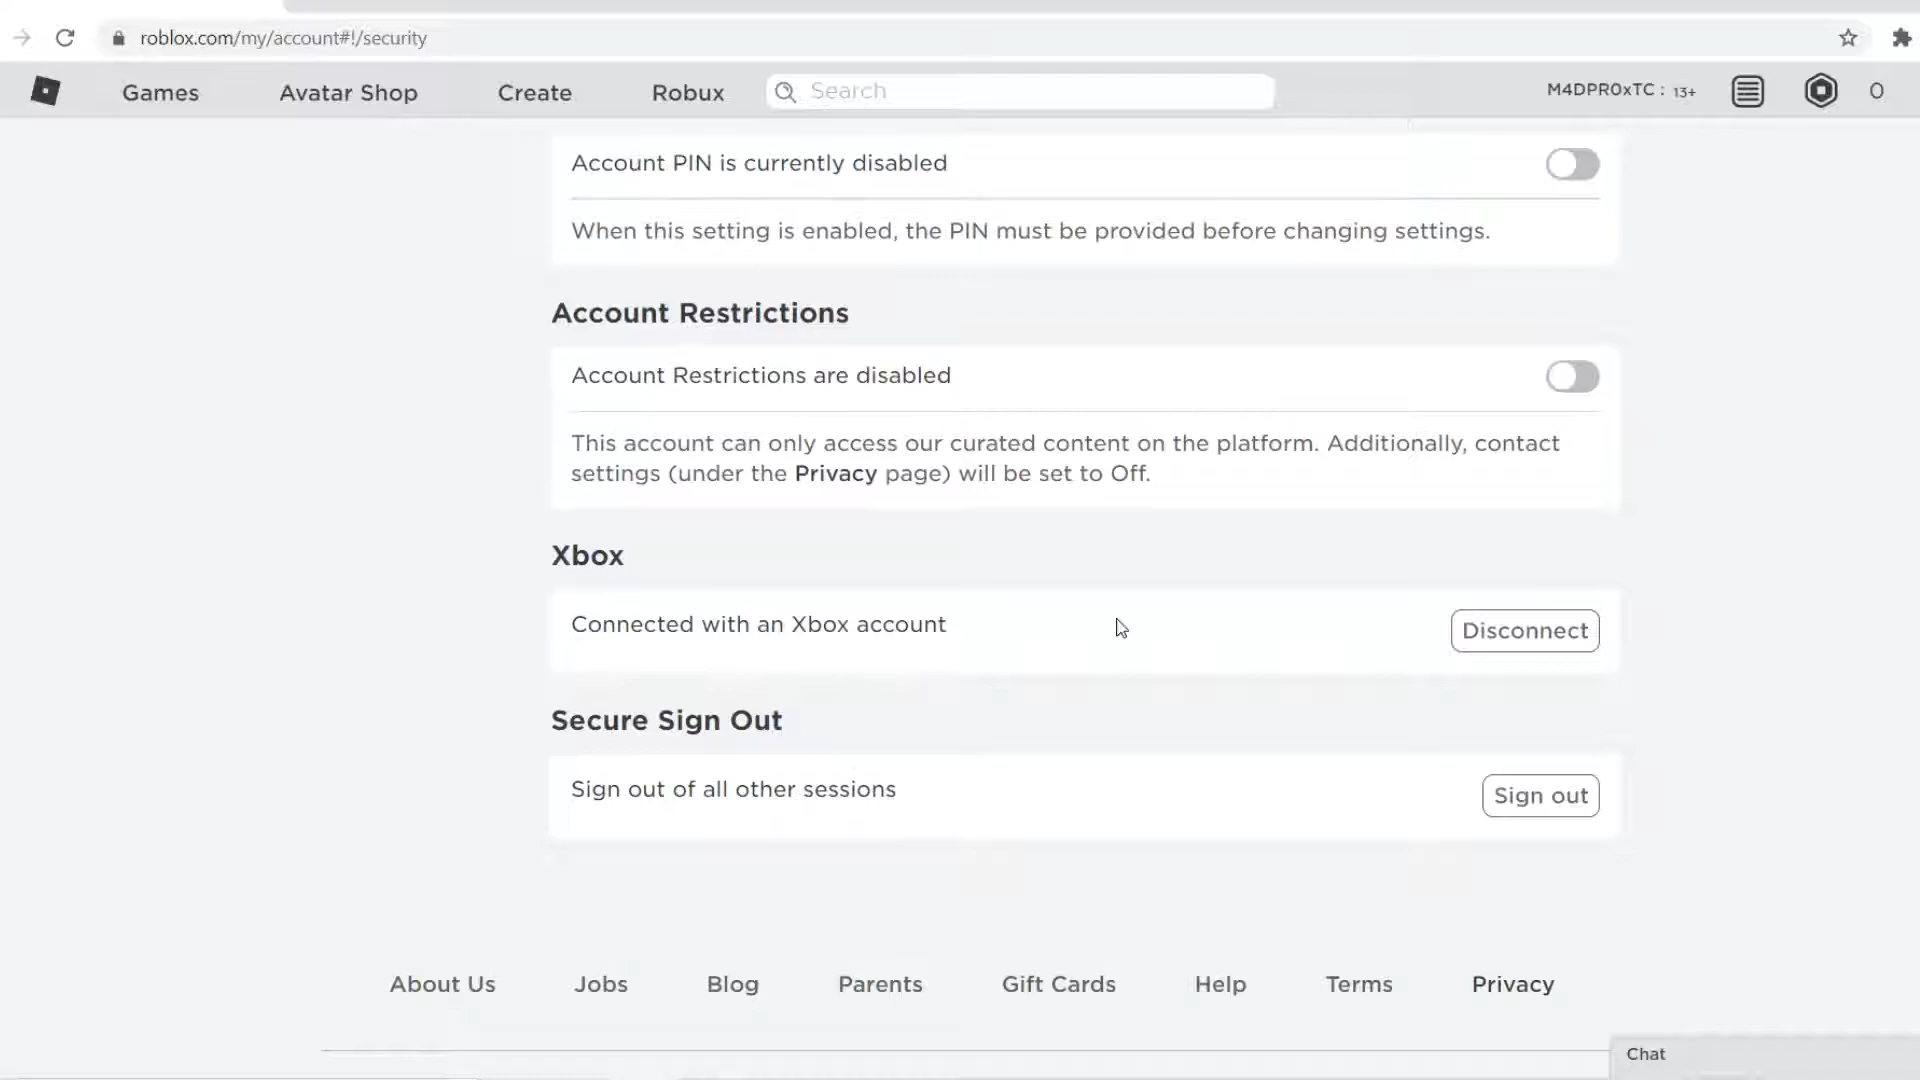 roblox.com/my/account#!/security
Games Avatar Shop Create Robux Search M4DPR0xTC : 13+ 0
Account PIN is currently disabled
When this setting is enabled, the PIN must be provided before changing settings.
Account Restrictions
Account Restrictions are disabled
This account can only access our curated content on the platform. Additionally, contact
settings (under the Privacy page) will be set to Off.
Xbox
Connected with an Xbox account Disconnect
Secure Sign Out
Sign out of all other sessions Sign out
About Us Jobs Blog Parents Gift Cards Help Terms Privacy
Chat